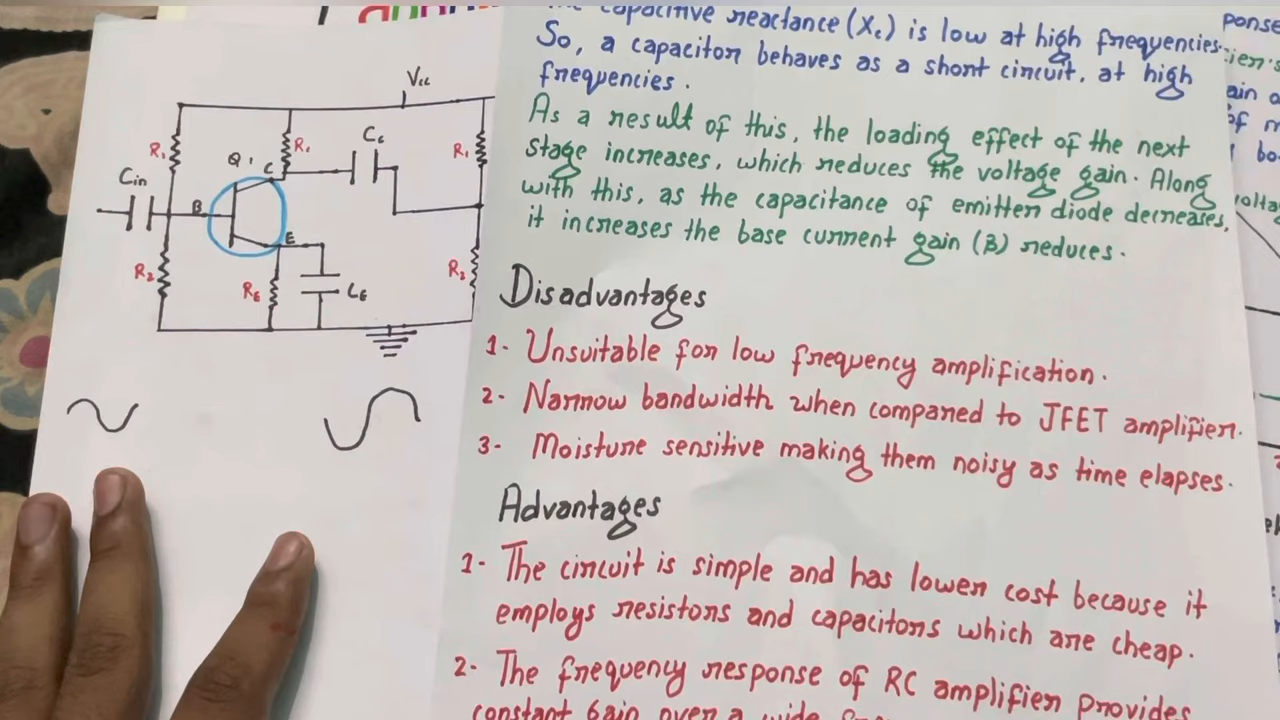 Vcc
R1
RC
CC
R1
Q1
C
Cin
B
E
R2
RE
CE
R2
capacitive reactance (Xc) is low at high frequencies.
So, a capacitor behaves as a short circuit, at high
frequencies.
As a result of this, the loading effect of the next
stage increases, which reduces the voltage gain. Along
with this, as the capacitance of emitter diode decreases,
it increases the base current gain (β) reduces.
Disadvantages
1- Unsuitable for low frequency amplification.
2- Narrow bandwidth when compared to JFET amplifier.
3- Moisture sensitive making them noisy as time elapses.
Advantages
1- The circuit is simple and has lower cost because it
employs resistors and capacitors which are cheap.
2- The frequency response of RC amplifier provides
constant Gain over a wide